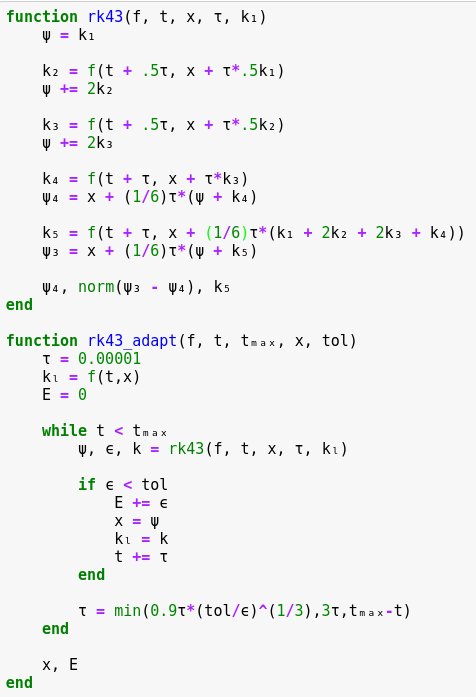 function rk43(f, t, x, τ, k₁)
    ψ = k₁

    k₂ = f(t + .5τ, x + τ*.5k₁)
    ψ += 2k₂

    k₃ = f(t + .5τ, x + τ*.5k₂)
    ψ += 2k₃

    k₄ = f(t + τ, x + τ*k₃)
    ψ₄ = x + (1/6)τ*(ψ + k₄)

    k₅ = f(t + τ, x + (1/6)τ*(k₁ + 2k₂ + 2k₃ + k₄))
    ψ₃ = x + (1/6)τ*(ψ + k₅)

    ψ₄, norm(ψ₃ - ψ₄), k₅
end

function rk43_adapt(f, t, tₘₐₓ, x, tol)
    τ = 0.00001
    kₗ = f(t,x)
    E = 0

    while t < tₘₐₓ
        ψ, ϵ, k = rk43(f, t, x, τ, kₗ)

        if ϵ < tol
            E += ϵ
            x = ψ
            kₗ = k
            t += τ
        end

        τ = min(0.9τ*(tol/ϵ)^(1/3),3τ,tₘₐₓ-t)
    end

    x, E
end